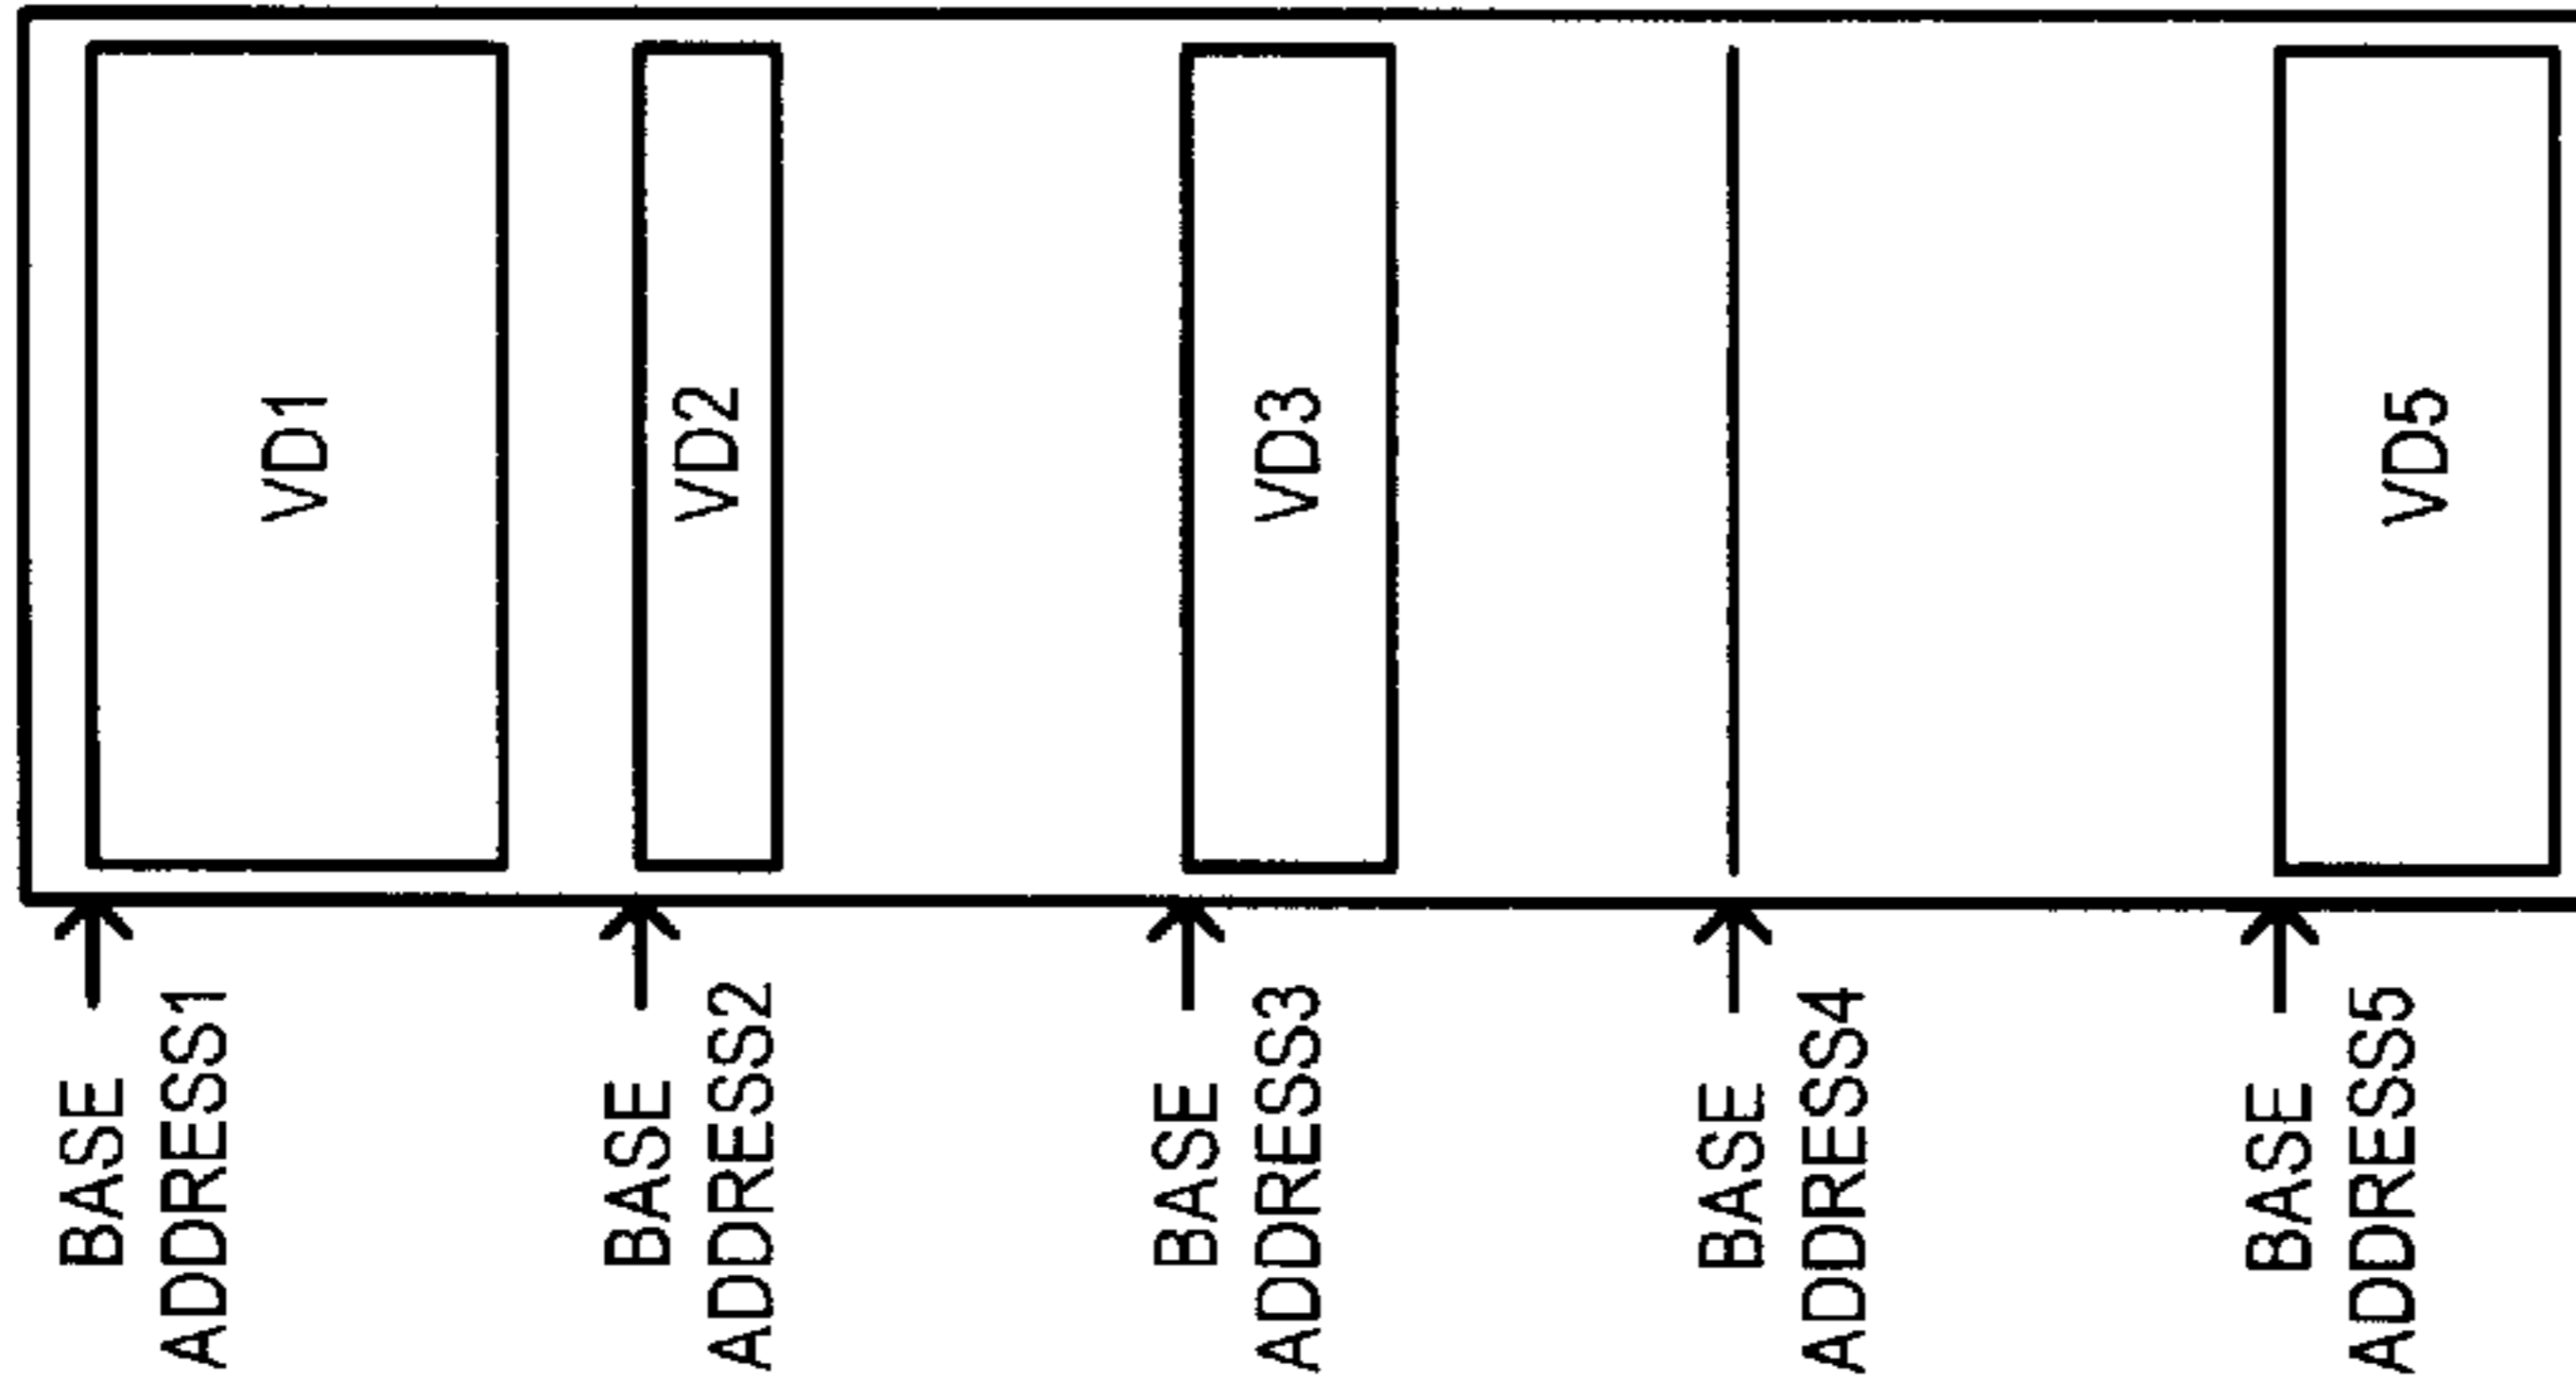 BASE
ADDRESS1
VD1
BASE
ADDRESS2
VD2
BASE
ADDRESS3
VD3
BASE
ADDRESS4
BASE
ADDRESS5
VD5